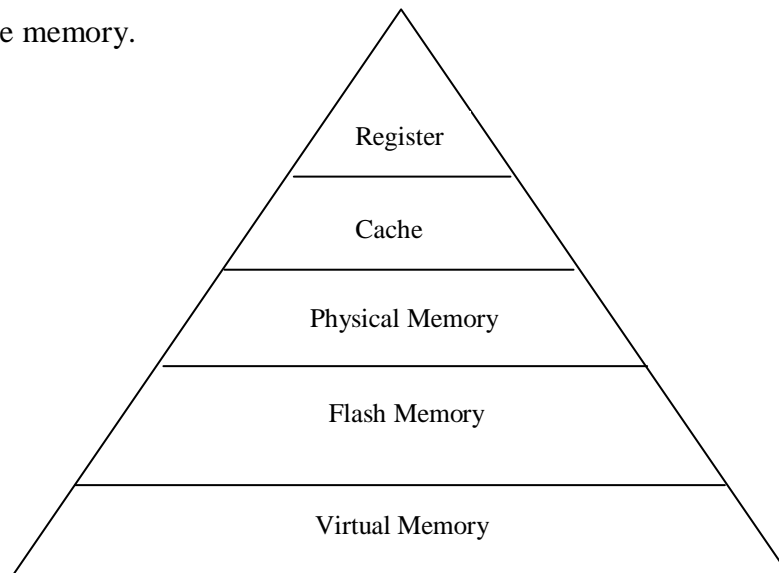 e memory.
Register
Cache
Physical Memory
Flash Memory
Virtual Memory